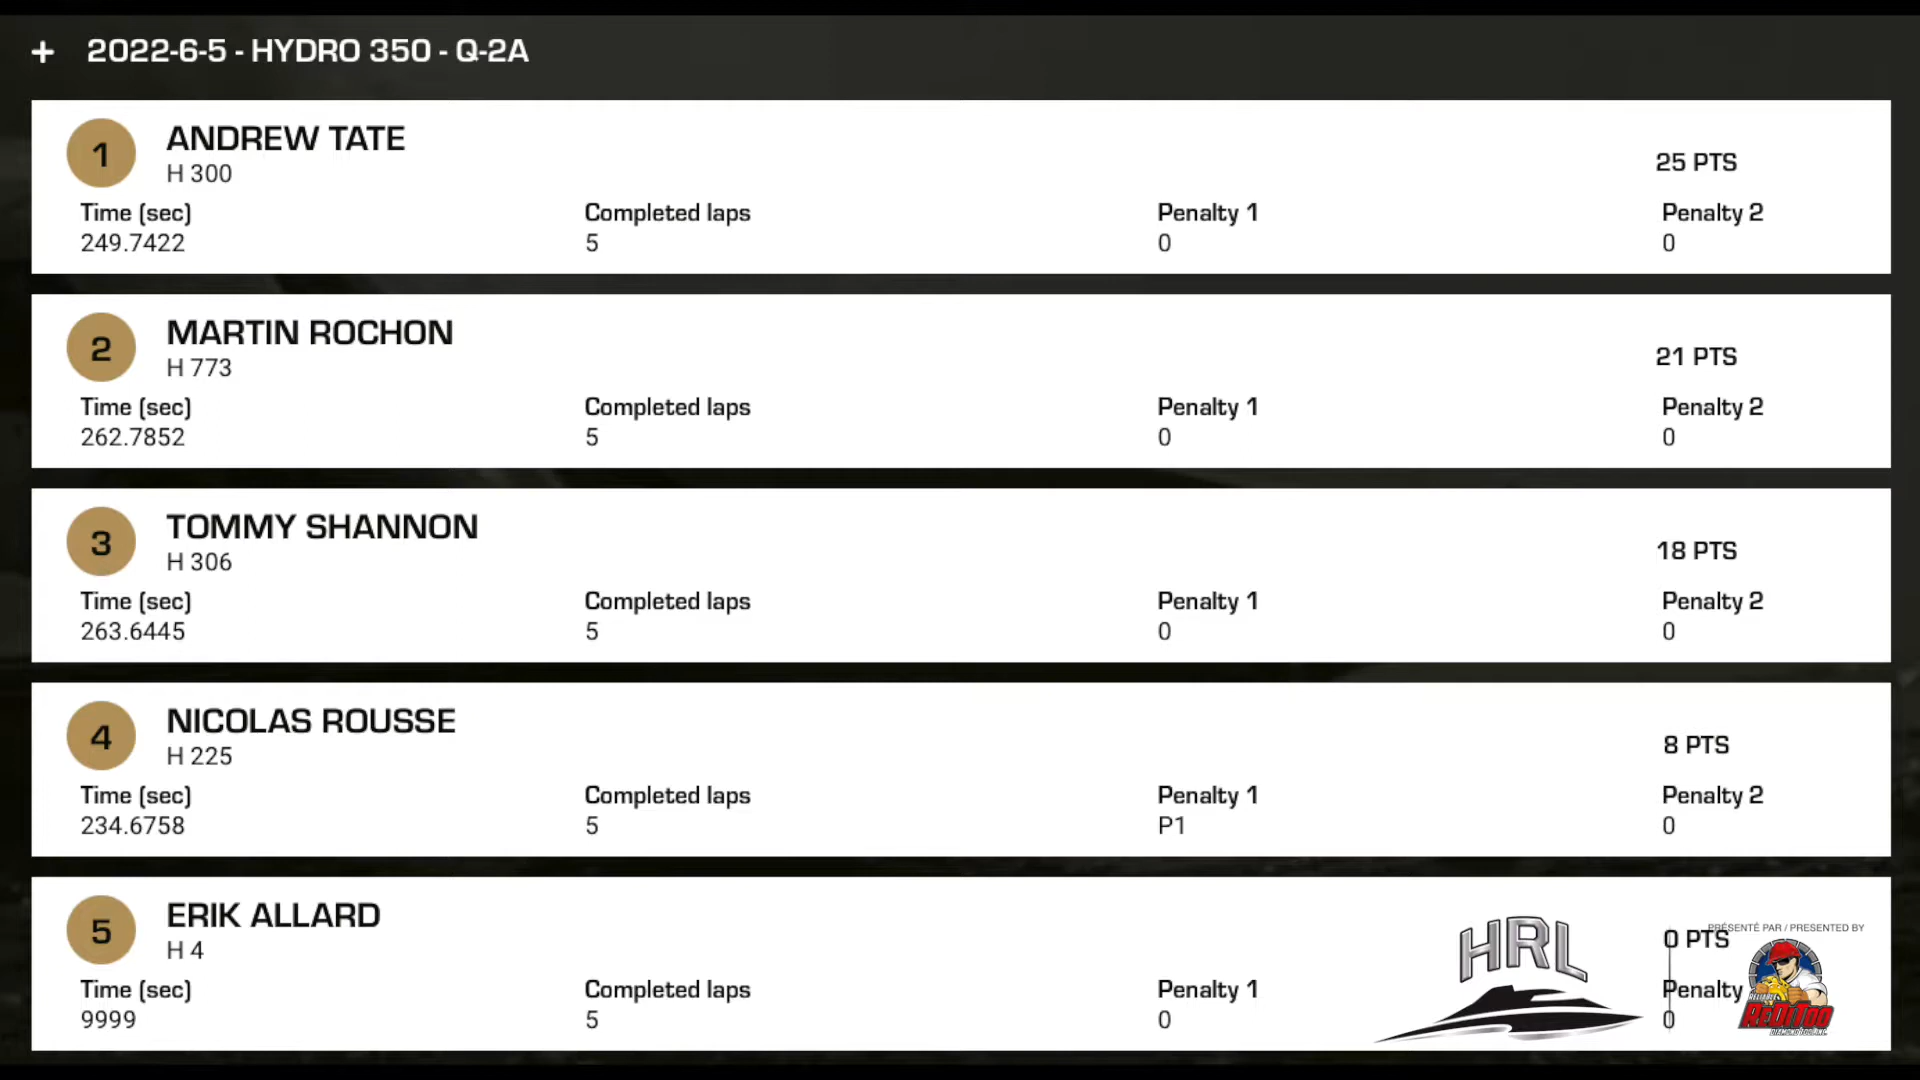 + 2022-6-5 - HYDRO 350 - Q-2A
1 ANDREW TATE
H 300
25 PTS
Time (sec) Completed laps Penalty 1 Penalty 2
249.7422 5 0 0
2 MARTIN ROCHON
H 773
21 PTS
Time (sec) Completed laps Penalty 1 Penalty 2
262.7852 5 0 0
3 TOMMY SHANNON
H 306
18 PTS
Time (sec) Completed laps Penalty 1 Penalty 2
263.6445 5 0 0
4 NICOLAS ROUSSE
H 225
8 PTS
Time (sec) Completed laps Penalty 1 Penalty 2
234.6758 5 P1 0
5 ERIK ALLARD
H 4
0 PTS
Time (sec) Completed laps Penalty 1 Penalty
9999 5 0 0
HRL
PRÉSENTÉ PAR / PRESENTED BY
RELIABLE
ReDiToo